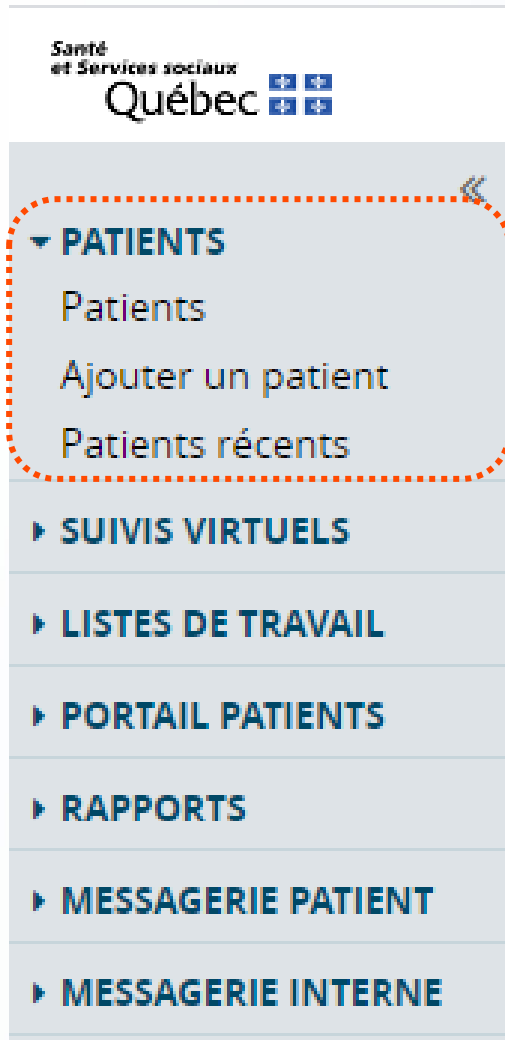 Santé
et Services sociaux
Québec
PATIENTS
Patients
Ajouter un patient
Patients récents
SUIVIS VIRTUELS
LISTES DE TRAVAIL
PORTAIL PATIENTS
RAPPORTS
MESSAGERIE PATIENT
MESSAGERIE INTERNE